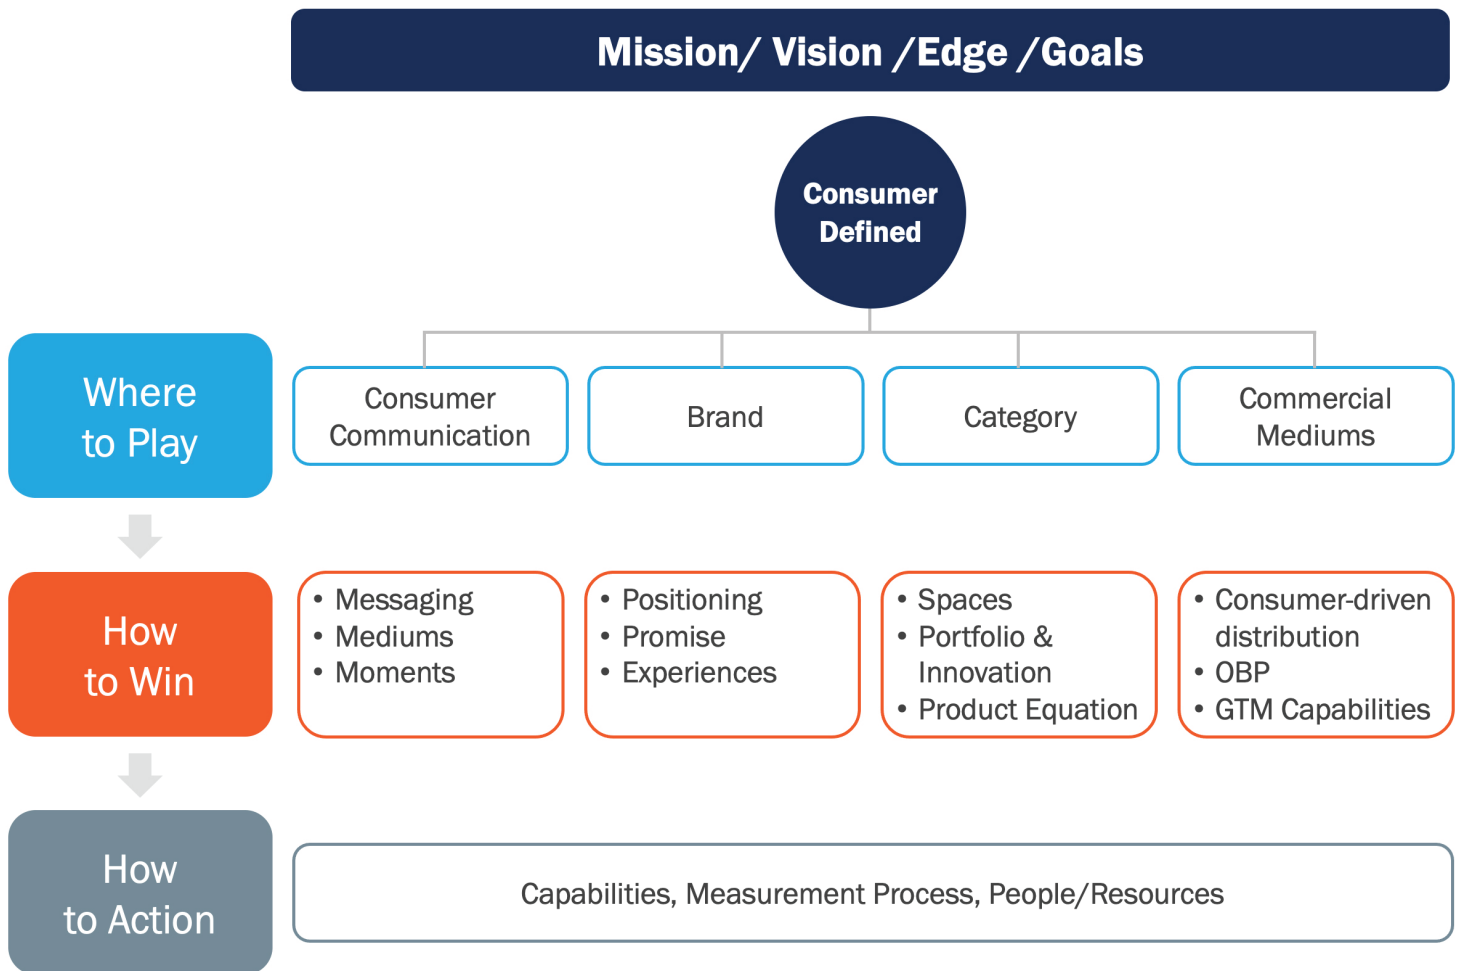 Mission/ Vision /Edge /Goals
Consumer
Defined
Where
to Play
Consumer
Communication
Brand
Category
Commercial
Mediums
How
to Win
• Messaging
• Mediums
• Moments
• Positioning
• Promise
• Experiences
• Spaces
• Portfolio &
Innovation
• Product Equation
• Consumer-driven
distribution
• OBP
• GTM Capabilities
How
to Action
Capabilities, Measurement Process, People/Resources